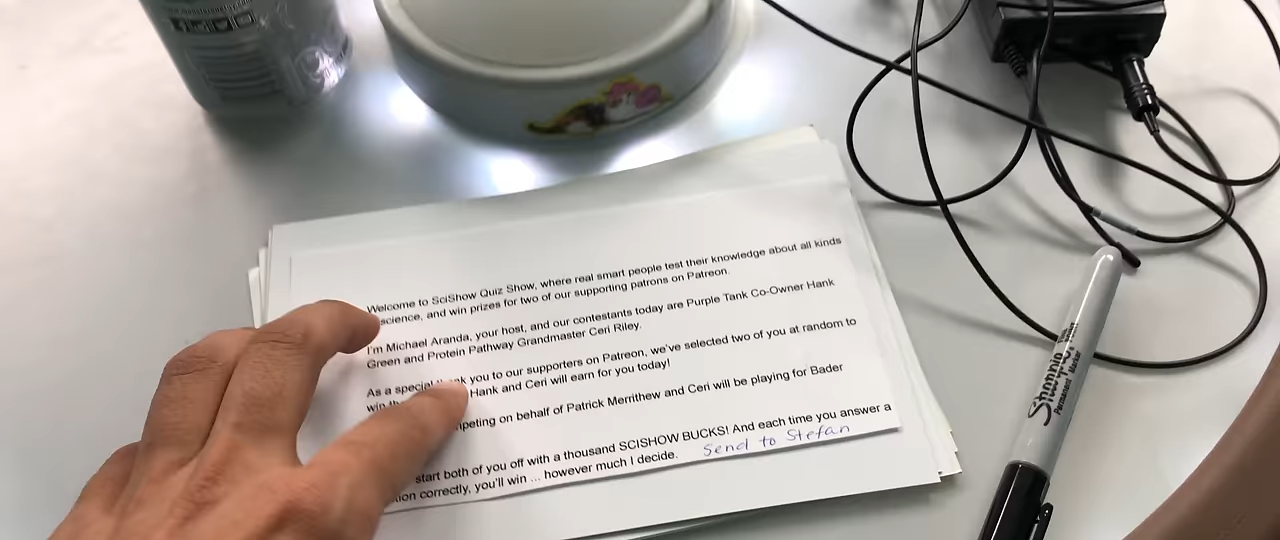 Welcome to SciShow Quiz Show, where real smart people test their knowledge about all kinds
science, and win prizes for two of our supporting patrons on Patreon.
I'm Michael Aranda, your host, and our contestants today are Purple Tank Co-Owner Hank
Green and Protein Pathway Grandmaster Ceri Riley.
As a special you to our supporters on Patreon, we've selected two of you at random to
win Hank and Ceri will earn for you today!
on behalf of Patrick Merrithew and Ceri will be playing for Bader
start both of you off with a thousand SCISHOW BUCKS! And each time you answer a
correctly, you'll win ... however much I decide. Send to Stefan
Sharpie
Permanent Marker